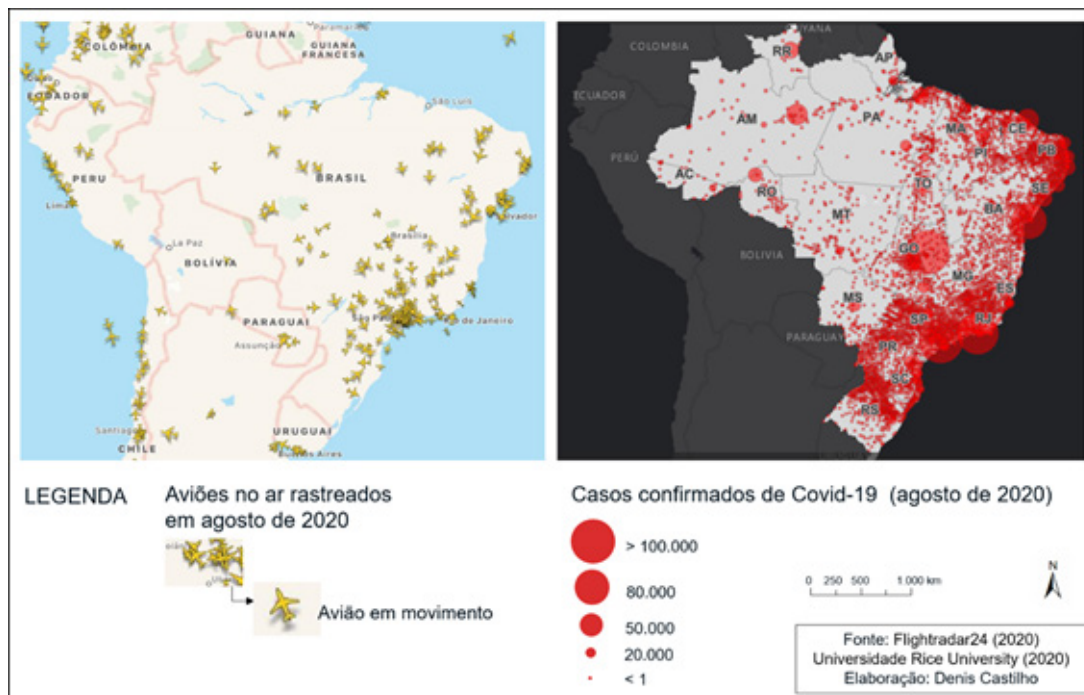 Paramaribo
COLÔMBIA
GUIANA
GUIANA
FRANCESA
EQUADOR
São Luís
PERU
BRASIL
Lima
Salvador
La Paz
Brasília
BOLÍVIA
PARAGUAI
São Paulo
Rio de Janeiro
Assunção
Santiago
URUGUAI
CHILE
Buenos Aires
GUYANA
COLOMBIA
RR
AP
ECUADOR
AM
PA
MA
CE
PB
PI
PERÚ
AC
TO
SE
RO
BA
MT
BOLIVIA
GO
MG
ES
MS
SP
RJ
PARAGUAY
PR
SC
RS
LEGENDA
Aviões no ar rastreados
em agosto de 2020
Avião em movimento
Casos confirmados de Covid-19 (agosto de 2020)
> 100.000
80.000
50.000
20.000
< 1
0 250 500 1.000 km
N
Fonte: Flightradar24 (2020)
Universidade Rice University (2020)
Elaboração: Denis Castilho